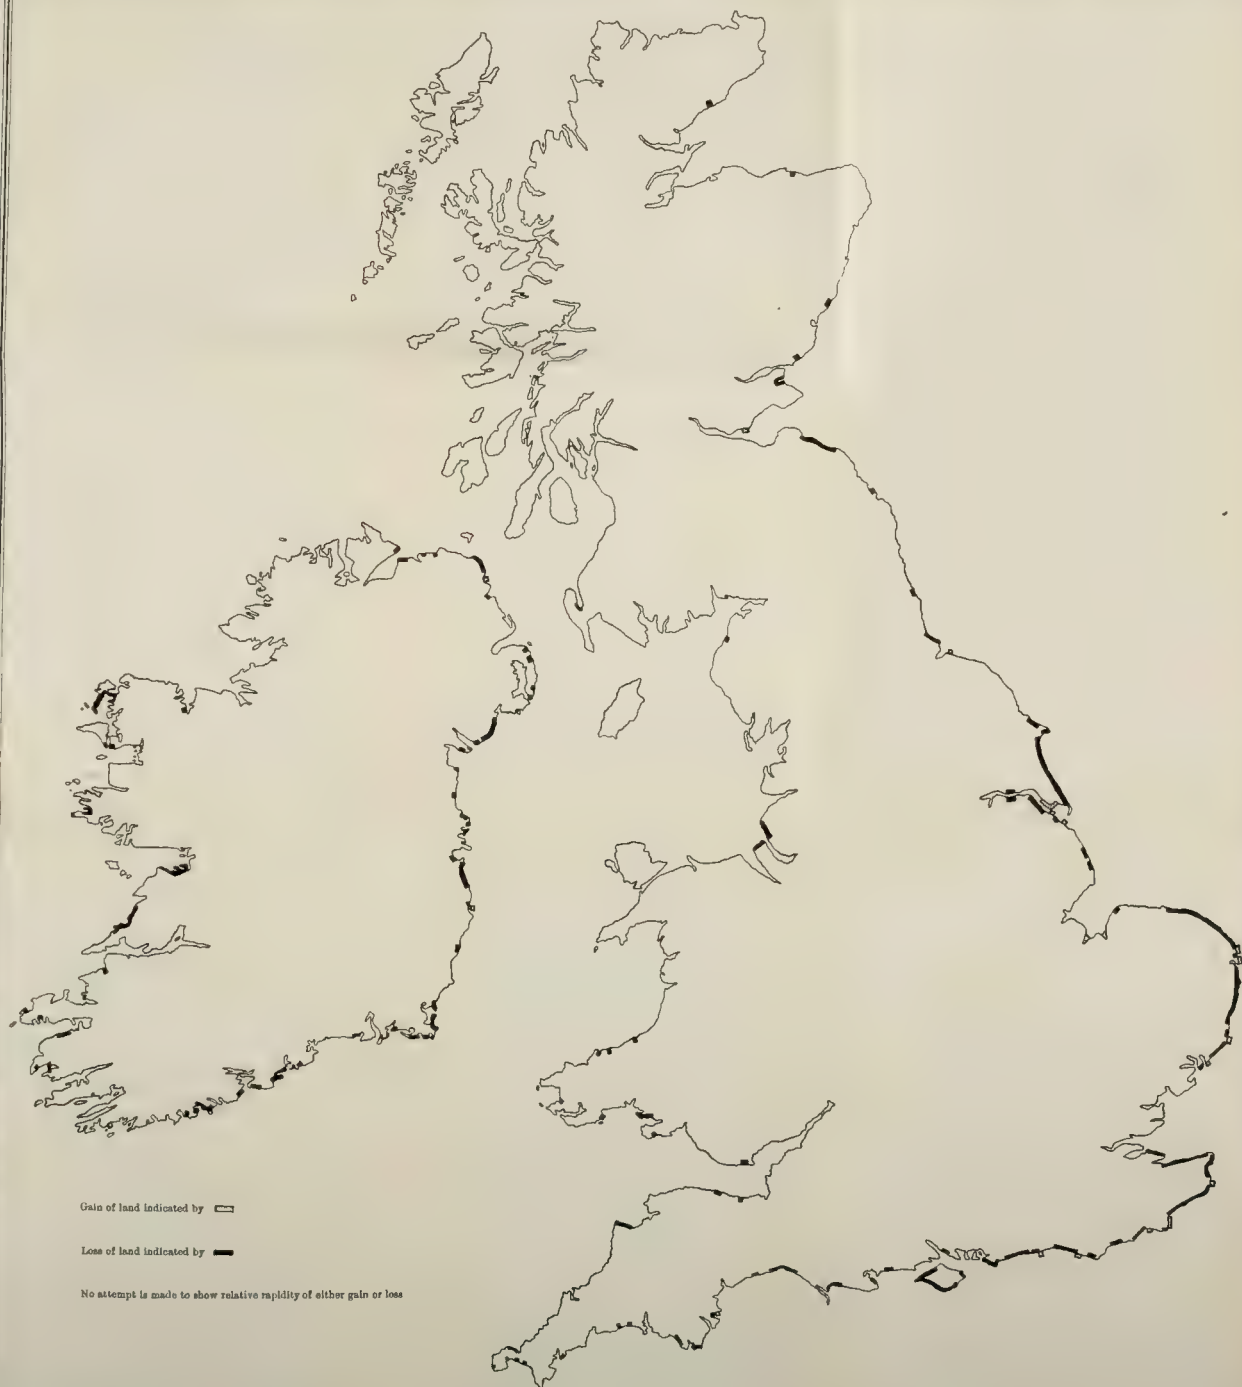 Gain of land indicated by
Loss of land indicated by
No attempt is made to show relative rapidity of either gain or loss